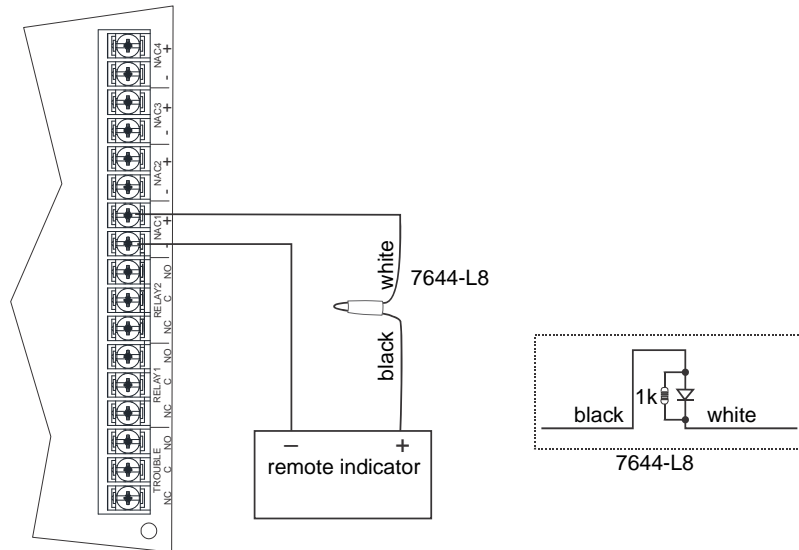 NAC4
+
-
NAC3
+
-
NAC2
+
-
NAC1
+
-
RELAY2
NO
C
NC
RELAY1
NO
C
NC
TROUBLE
NO
C
NC
white
7644-L8
black
– +
remote indicator
1k
black white
7644-L8